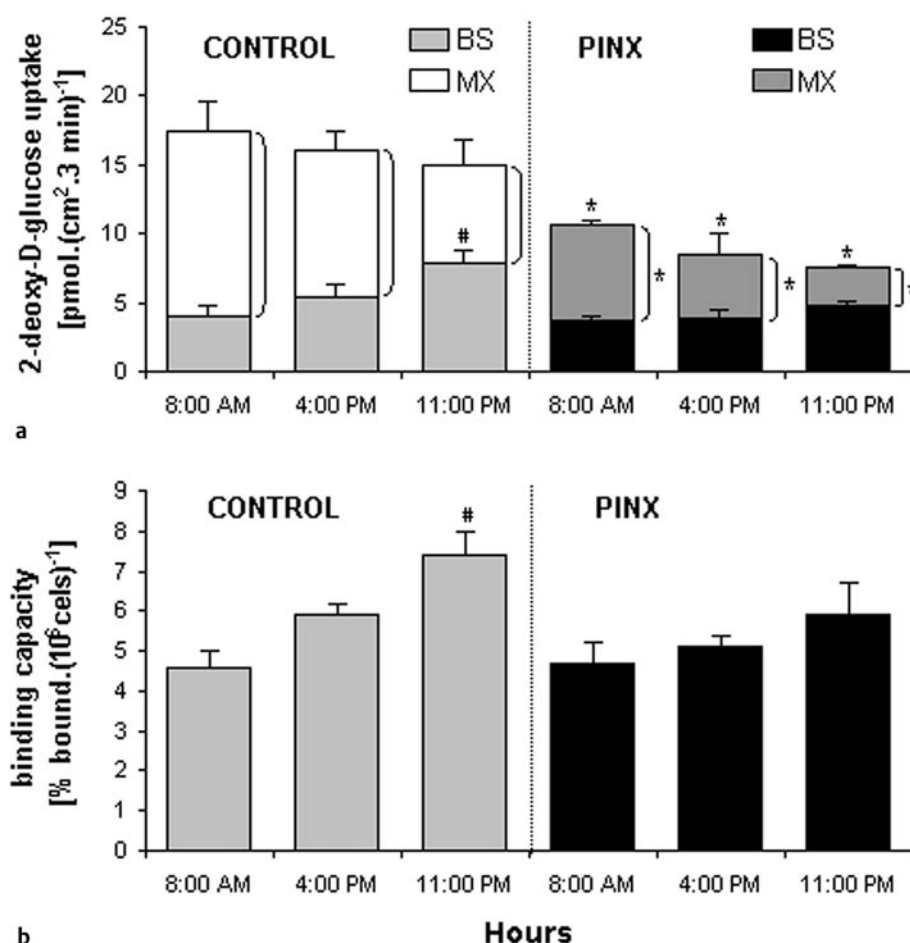 2-deoxy-D-glucose uptake
[pmol.(cm².3 min)⁻¹
25
20
15
10
5
0
CONTROL
BS
MX
PINX
BS
MX
#
*
*
*
*
*
*
8:00 AM
4:00 PM
11:00 PM
8:00 AM
4:00 PM
11:00 PM
a
binding capacity
[% bound.(10⁶cels)⁻¹
9
8
7
6
5
4
3
2
1
0
CONTROL
#
PINX
8:00 AM
4:00 PM
11:00 PM
8:00 AM
4:00 PM
11:00 PM
b
Hours